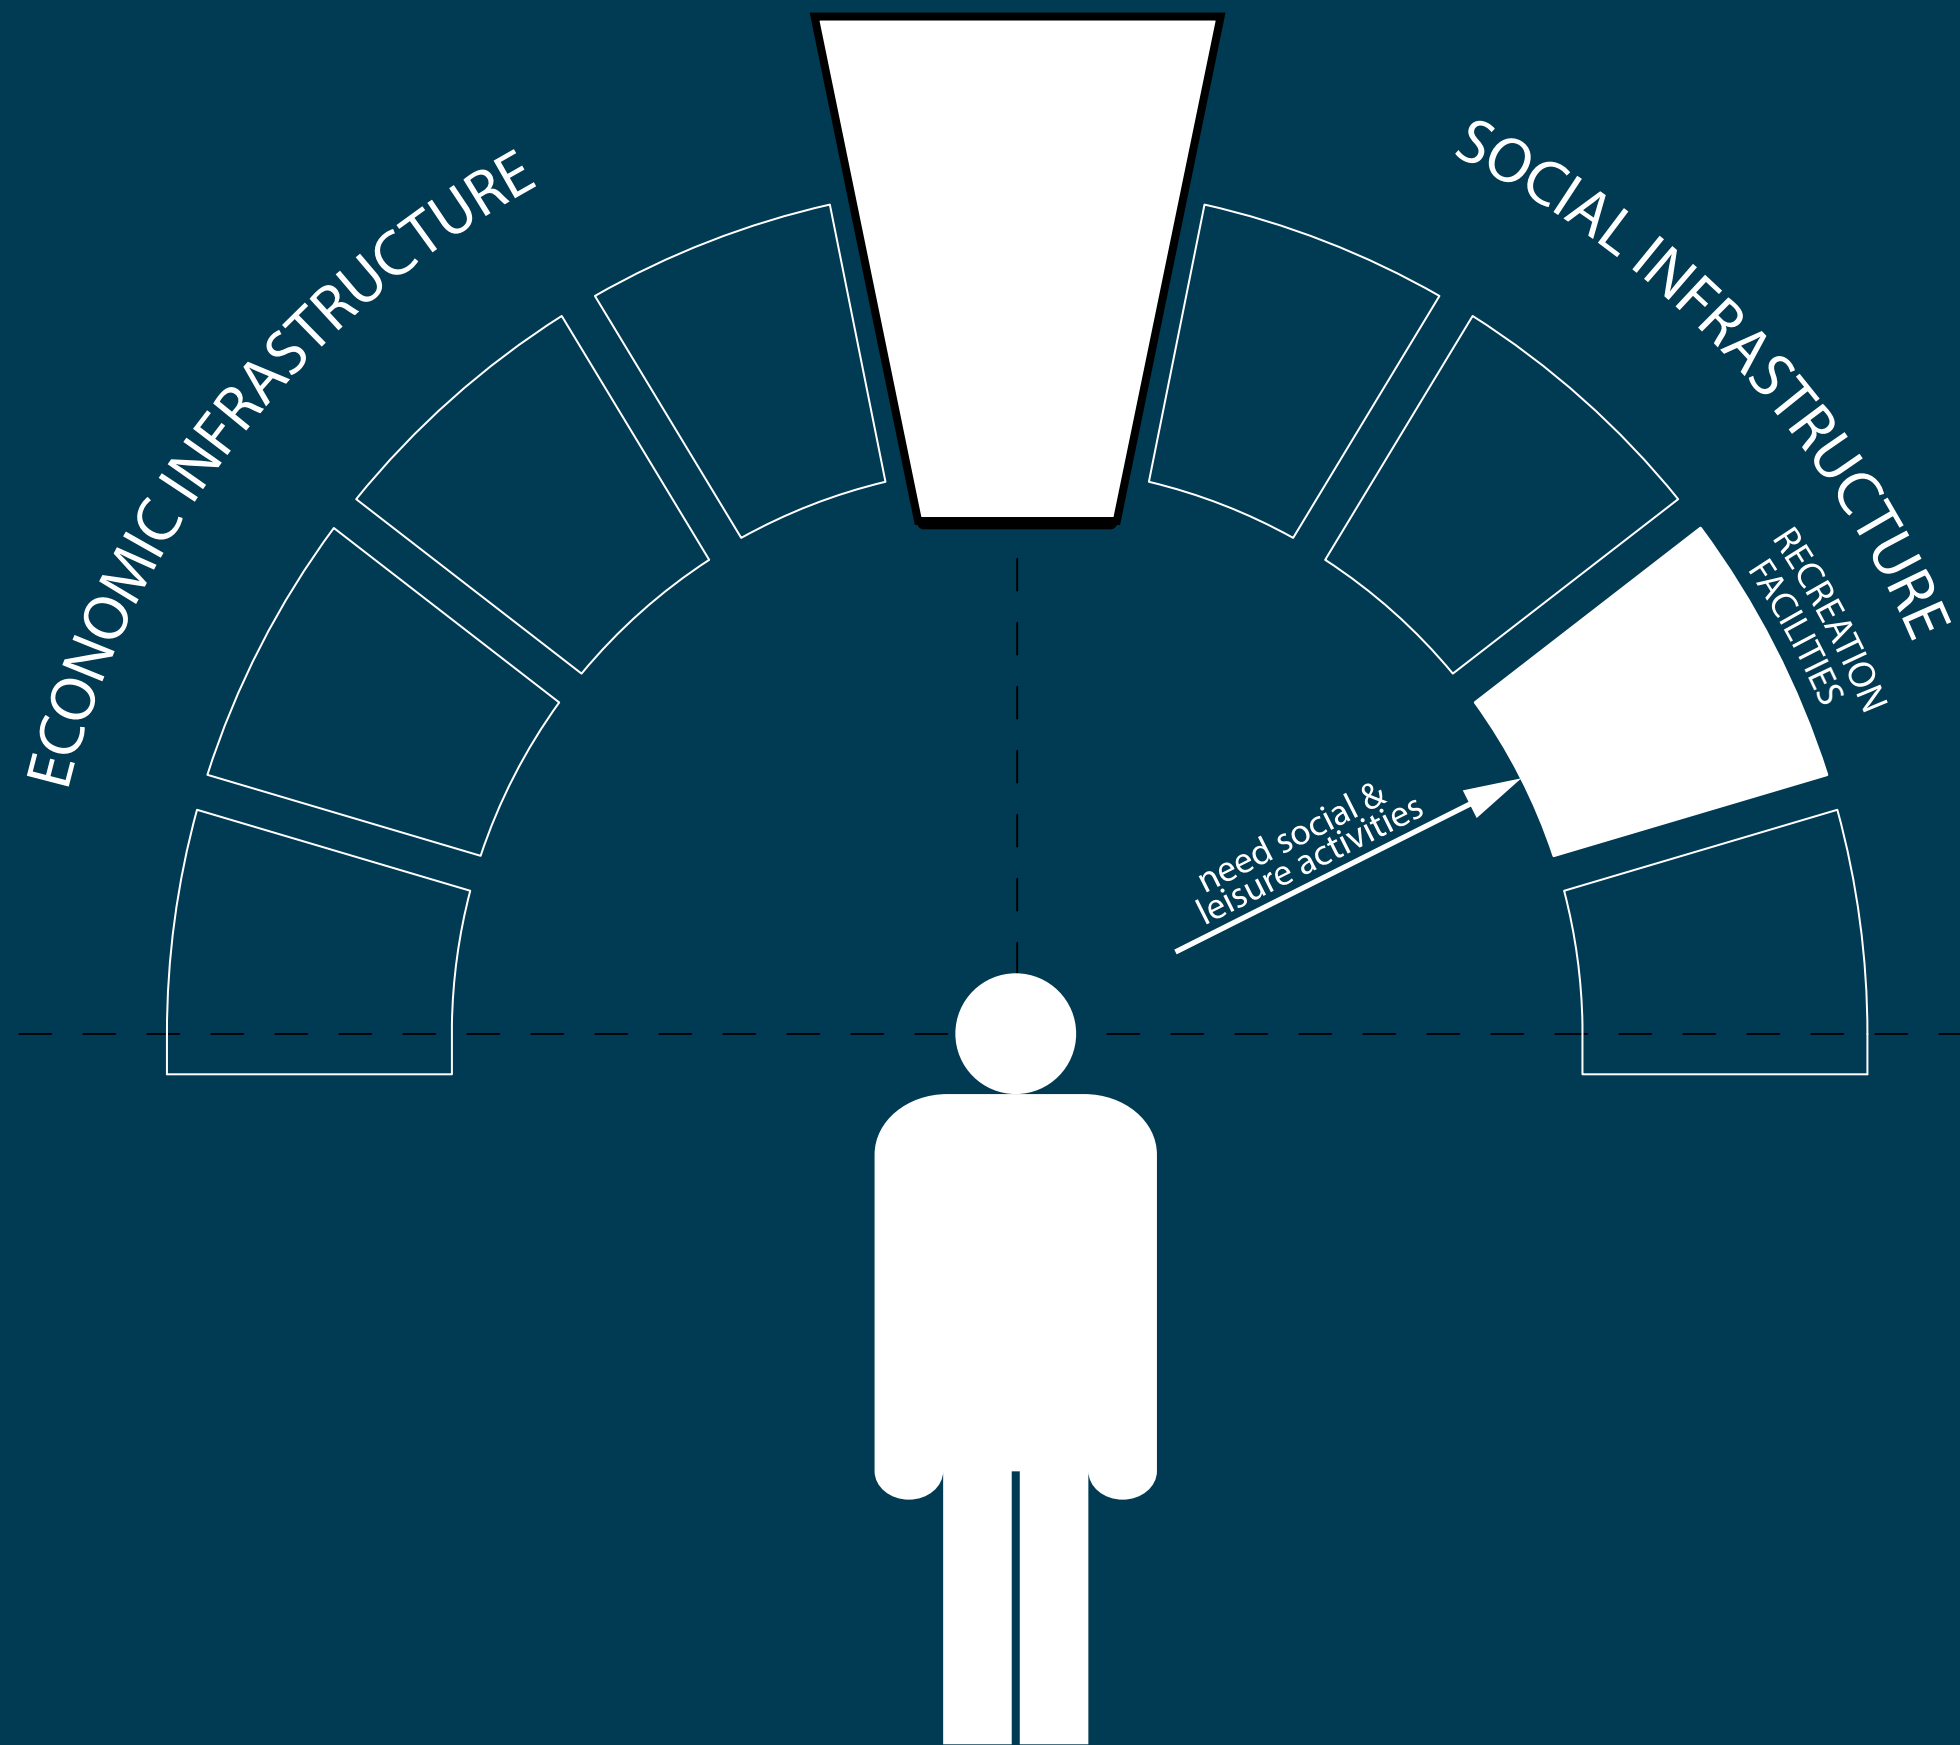 ECONOMIC INFRASTRUCTURE
SOCIAL INFRASTRUCTURE
RECREATION
FACILITIES
need social &
leisure activities